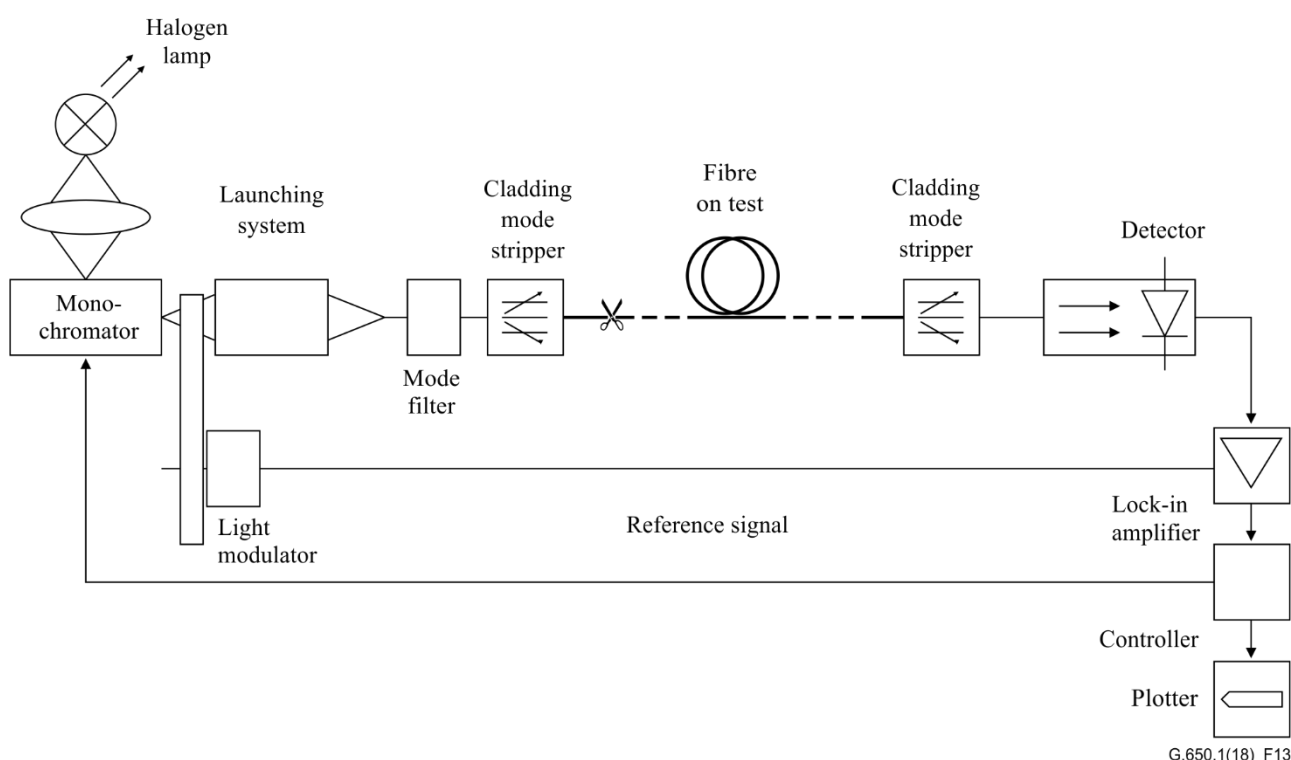 Halogen
lamp
Launching
system
Cladding
mode
stripper
Fibre
on test
Cladding
mode
stripper
Detector
Mono-
chromator
Mode
filter
Light
modulator
Reference signal
Lock-in
amplifier
Controller
Plotter
G.650.1(18)_F13